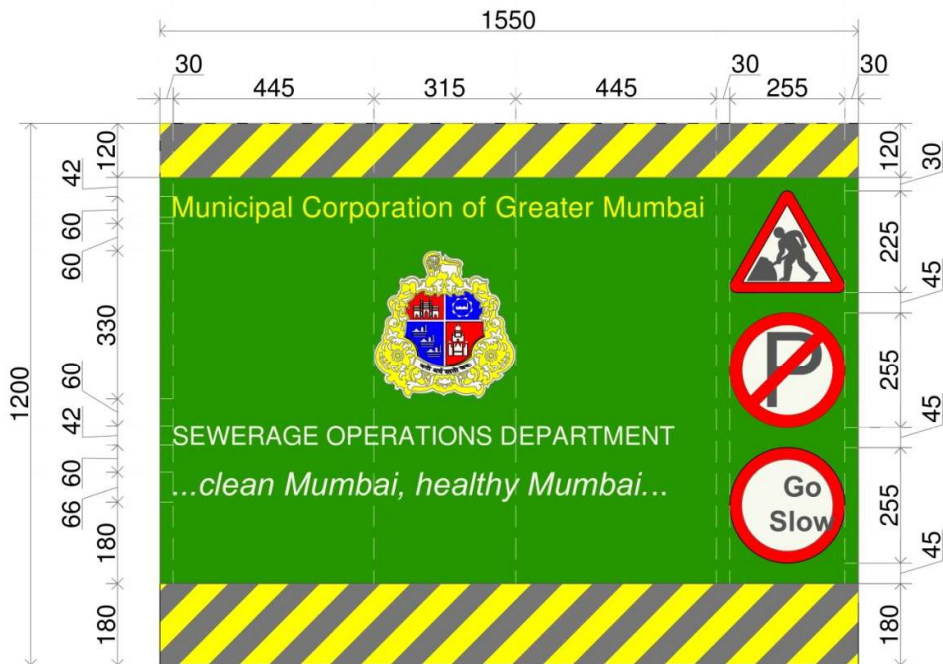 1550
30 30 30
445 315 445 255
120 120
42 30
Municipal Corporation of Greater Mumbai
60
60
225
45
330
1200
P
255
60
42
45
SEWERAGE OPERATIONS DEPARTMENT
60
...clean Mumbai, healthy Mumbai...
66
Go
Slow
255
180
45
180 180